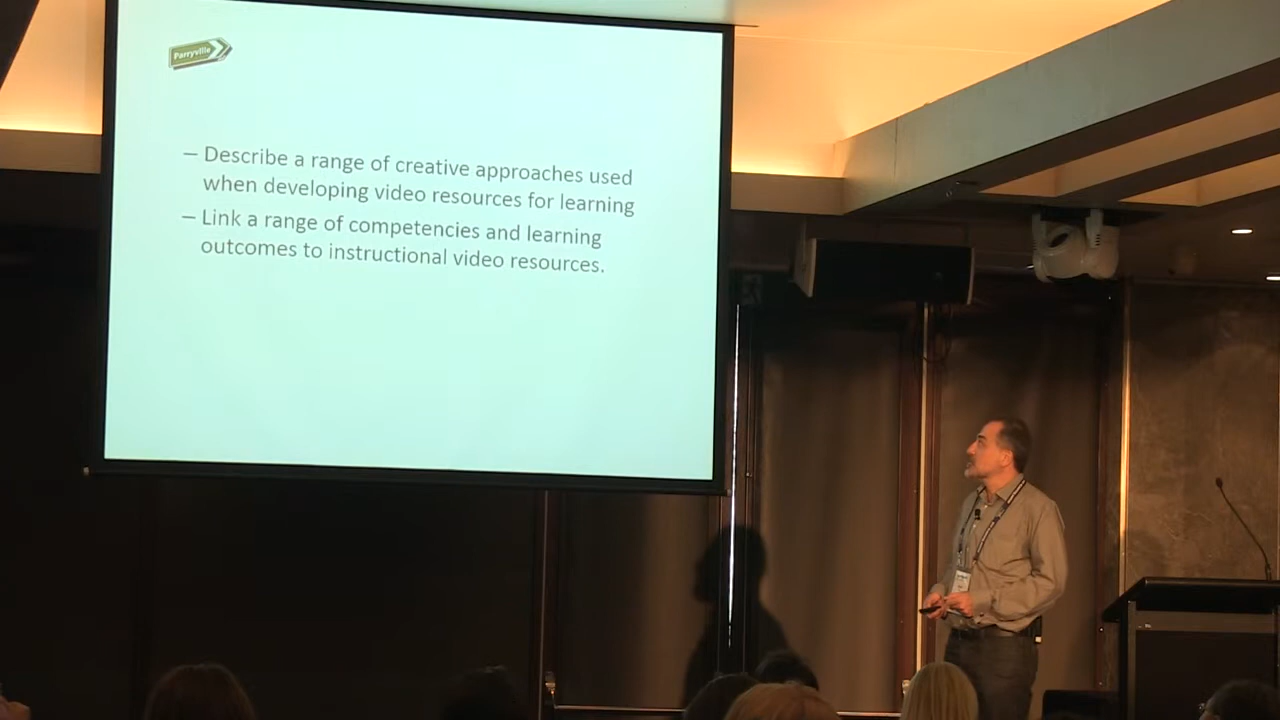 Parryville
– Describe a range of creative approaches used
when developing video resources for learning
– Link a range of competencies and learning
outcomes to instructional video resources.